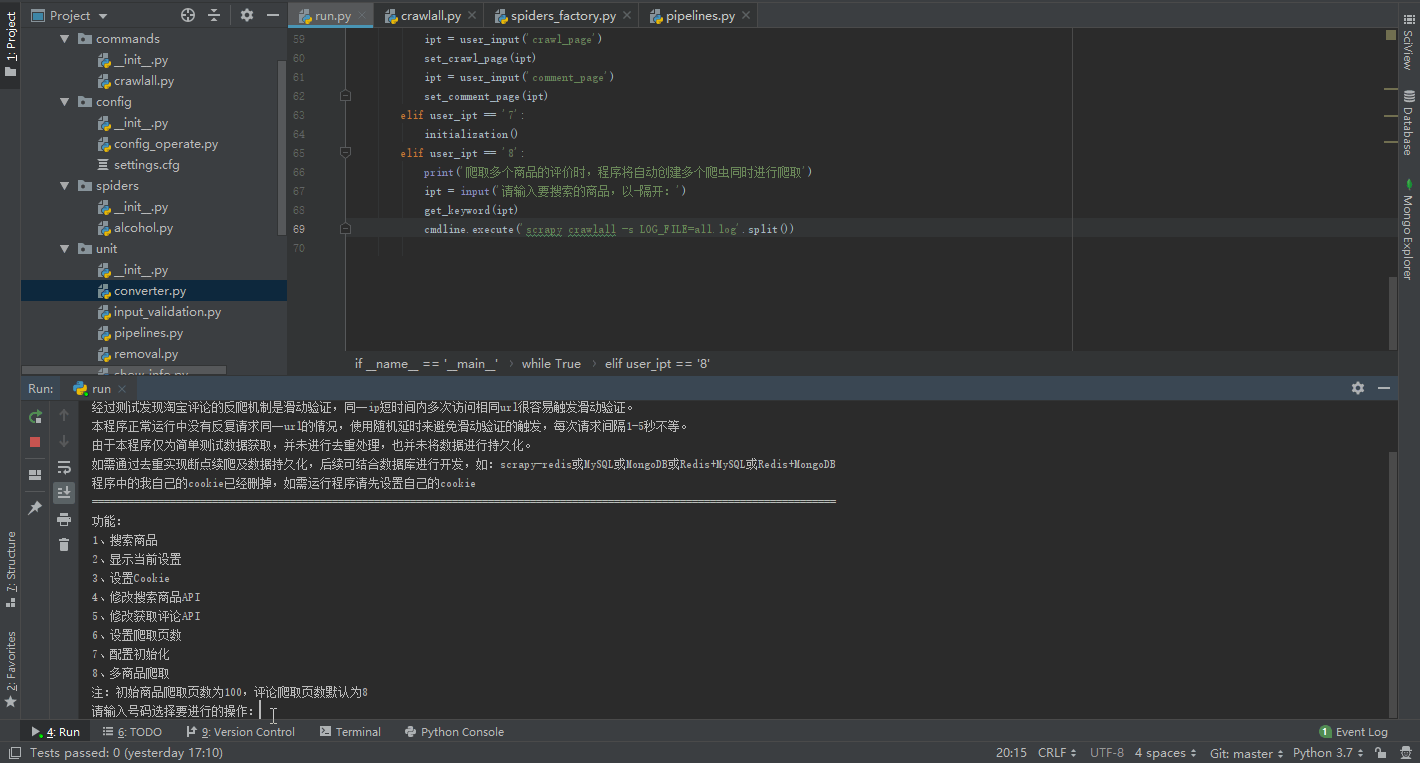 Project
run.py
crawlall.py
spiders_factory.py
pipelines.py
1: Project
commands
__init__.py
crawlall.py
config
__init__.py
config_operate.py
settings.cfg
spiders
__init__.py
alcohol.py
unit
__init__.py
converter.py
input_validation.py
pipelines.py
removal.py
show_info.py
59 ipt = user_input('crawl_page')
60 set_crawl_page(ipt)
61 ipt = user_input('comment_page')
62 set_comment_page(ipt)
63 elif user_ipt == '7':
64 initialization()
65 elif user_ipt == '8':
66 print('爬取多个商品的评价时，程序将自动创建多个爬虫同时进行爬取')
67 ipt = input('请输入要搜索的商品，以-隔开：')
68 get_keyword(ipt)
69 cmdline.execute('scrapy crawlall -s LOG_FILE=all.log'.split())
70
if __name__ == '__main__' › while True › elif user_ipt == '8'
SciView
Database
Mongo Explorer
Run: run
经过测试发现淘宝评论的反爬机制是滑动验证，同一ip短时间内多次访问相同url很容易触发滑动验证。
本程序正常运行中没有反复请求同一url的情况，使用随机延时来避免滑动验证的触发，每次请求间隔1-5秒不等。
由于本程序仅为简单测试数据获取，并未进行去重处理，也并未将数据进行持久化。
如需通过去重实现断点续爬及数据持久化，后续可结合数据库进行开发，如：scrapy-redis或MySQL或MongoDB或Redis+MySQL或Redis+MongoDB
程序中的我自己的cookie已经删掉，如需运行程序请先设置自己的cookie
功能：
1、搜索商品
2、显示当前设置
3、设置Cookie
4、修改搜索商品API
5、修改获取评论API
6、设置爬取页数
7、配置初始化
8、多商品爬取
注：初始商品爬取页数为100，评论爬取页数默认为8
请输入号码选择要进行的操作：
7: Structure
2: Favorites
4: Run
6: TODO
9: Version Control
Terminal
Python Console
1 Event Log
Tests passed: 0 (yesterday 17:10)
20:15 CRLF UTF-8 4 spaces Git: master Python 3.7